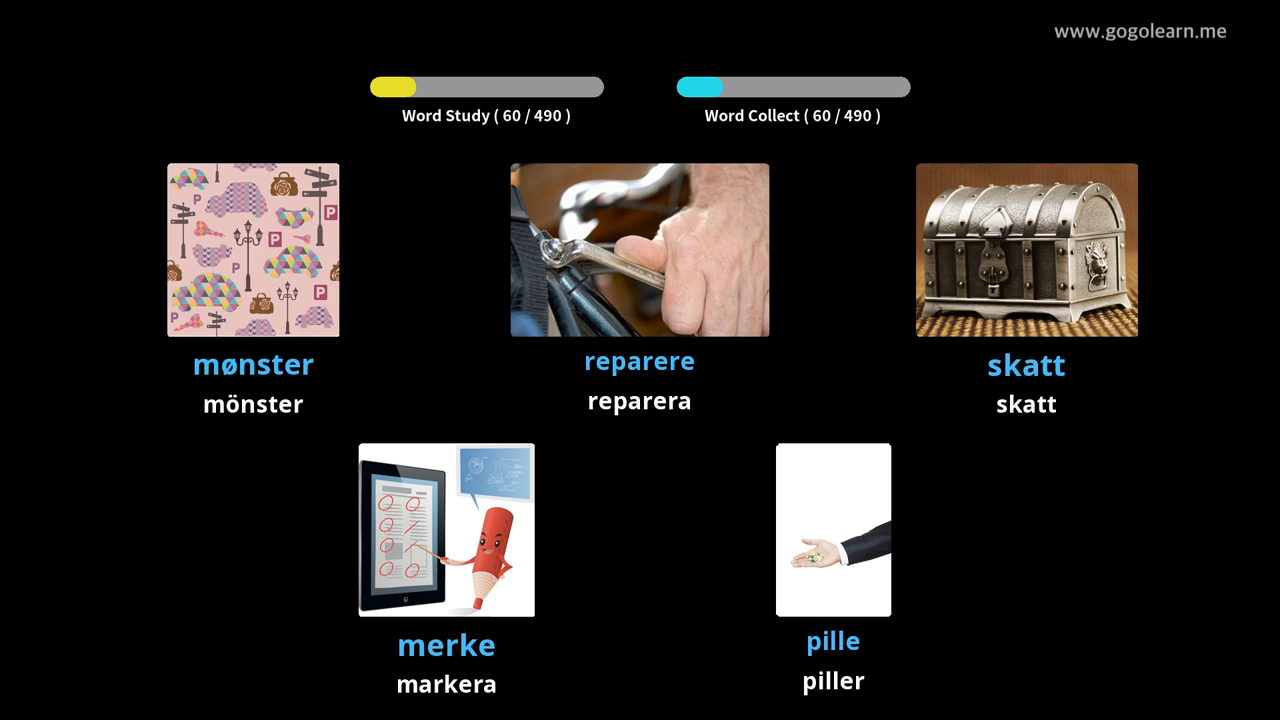 www.gogolearn.me
Word Study ( 60 / 490 )
Word Collect ( 60 / 490 )
P
P
P
P
P
P
mønster
mönster
reparere
reparera
skatt
skatt
merke
markera
pille
piller